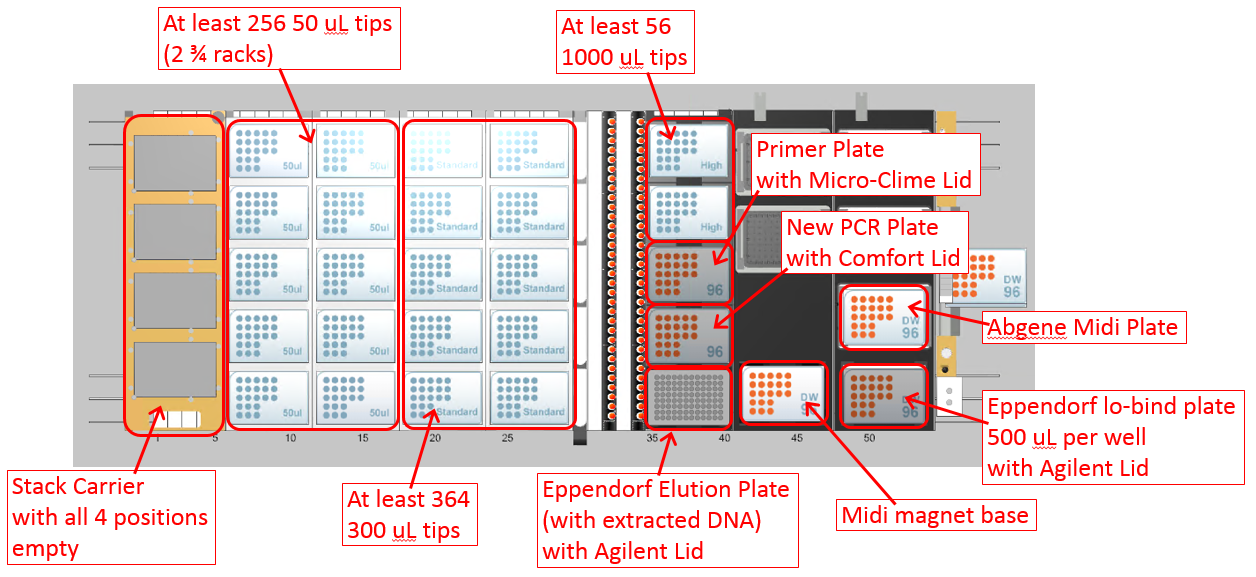 At least 256 50 uL tips
(2 ¾ racks)
At least 56
1000 uL tips
Primer Plate
with Micro-Clime Lid
New PCR Plate
with Comfort Lid
Abgene Midi Plate
Eppendorf lo-bind plate
500 uL per well
with Agilent Lid
Midi magnet base
Eppendorf Elution Plate
(with extracted DNA)
with Agilent Lid
At least 364
300 uL tips
Stack Carrier
with all 4 positions
empty
50ul 50ul Standard Standard High
50ul 50ul Standard Standard High
50ul 50ul Standard Standard 96 DW 96
50ul 50ul Standard Standard 96 DW 96
50ul 50ul Standard Standard DW 96 DW 96
1 5 10 15 20 25 35 40 45 50